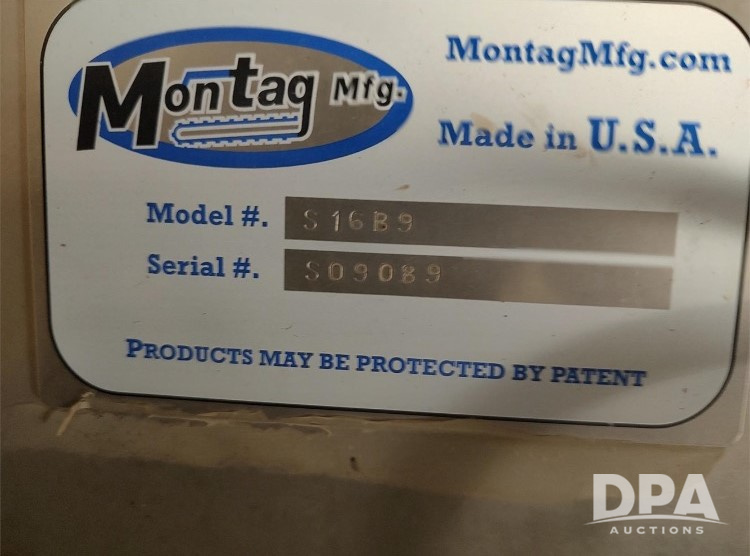 Montag Mfg.
MontagMfg.com
Made in U.S.A.
Model #. S16B9
Serial #. S09089
PRODUCTS MAY BE PROTECTED BY PATENT
DPA
AUCTIONS